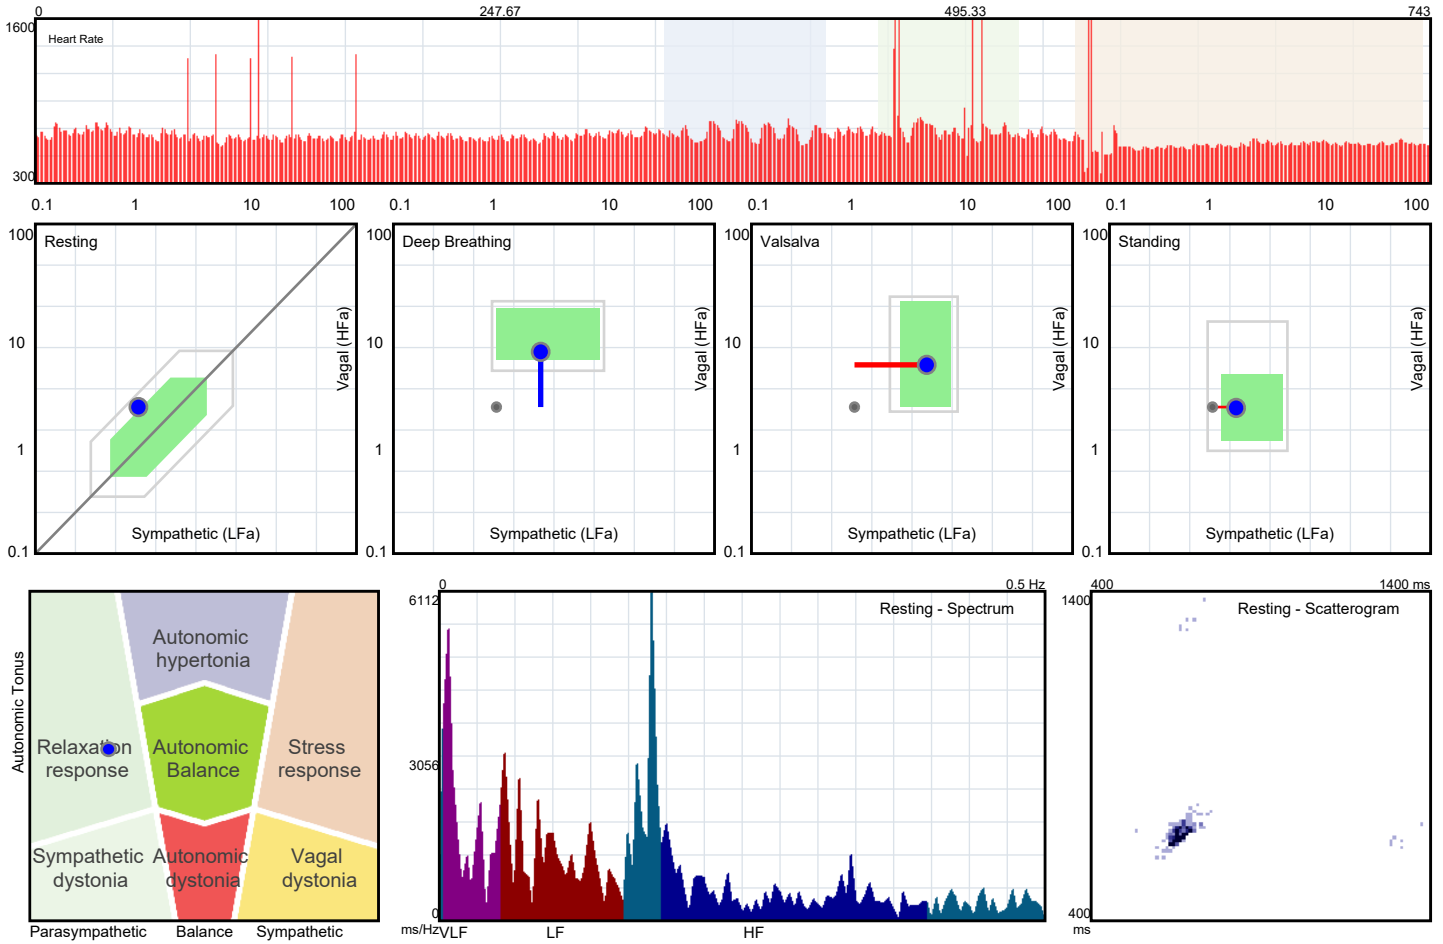 0 247.67 495.33 743
1600
Heart Rate
300
0.1 1 10 100 0.1 1 10 100 0.1 1 10 100 0.1 1 10 100
100 Resting 100 Deep Breathing 100 Valsalva 100 Standing
10 Vagal (HFa) 10 Vagal (HFa) 10 Vagal (HFa) 10 Vagal (HFa)
1 1 1 1
Sympathetic (LFa) Sympathetic (LFa) Sympathetic (LFa) Sympathetic (LFa)
0.1 0.1 0.1 0.1
Autonomic Tonus
Autonomic
hypertonia
Relaxation
response
Autonomic
Balance
Stress
response
Sympathetic
dystonia
Autonomic
dystonia
Vagal
dystonia
Parasympathetic Balance Sympathetic
0 0.5 Hz
6112 Resting - Spectrum
3056
0
ms/Hz VLF LF HF
400 1400 ms
1400 Resting - Scatterogram
400
ms